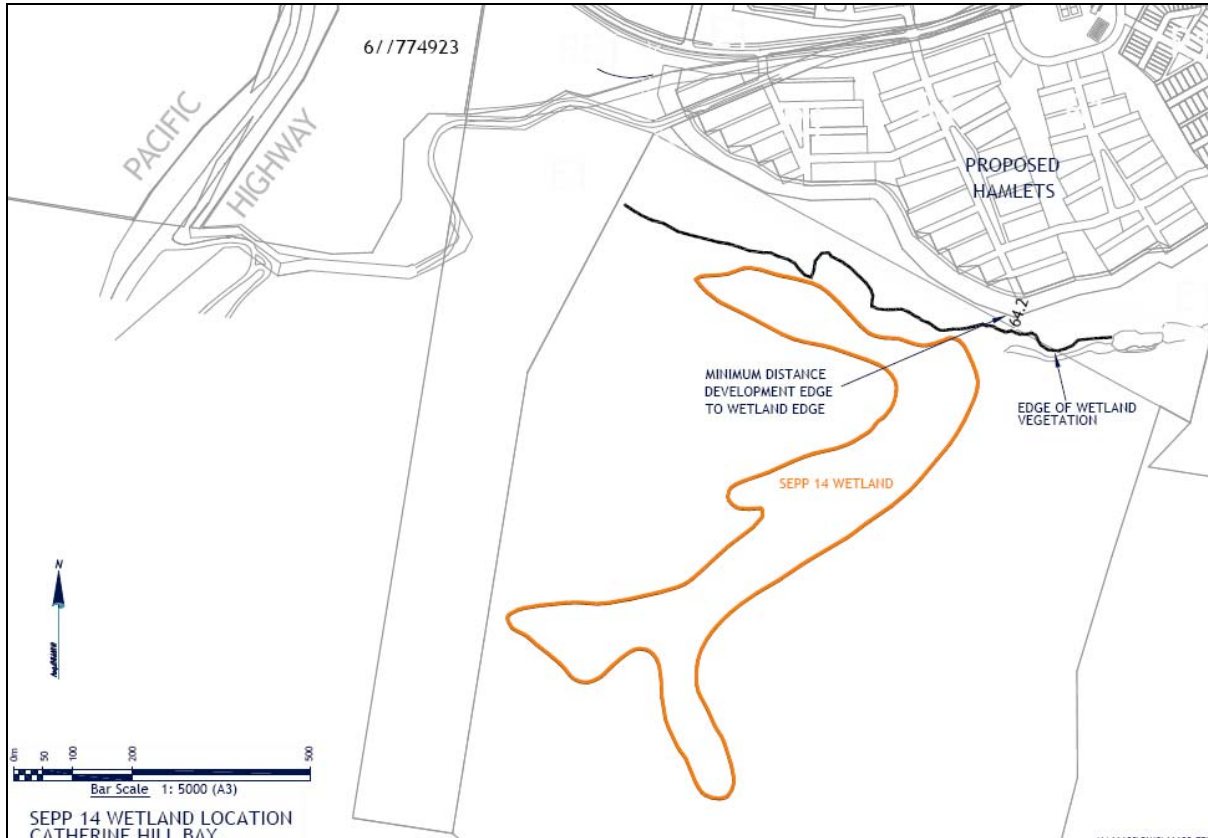 6//774923
PACIFIC
HIGHWAY
PROPOSED
HAMLETS
64.2
MINIMUM DISTANCE
DEVELOPMENT EDGE
TO WETLAND EDGE
EDGE OF WETLAND
VEGETATION
SEPP 14 WETLAND
N
0m 50 100 200 500
Bar Scale 1: 5000 (A3)
SEPP 14 WETLAND LOCATION
CATHERINE HILL BAY